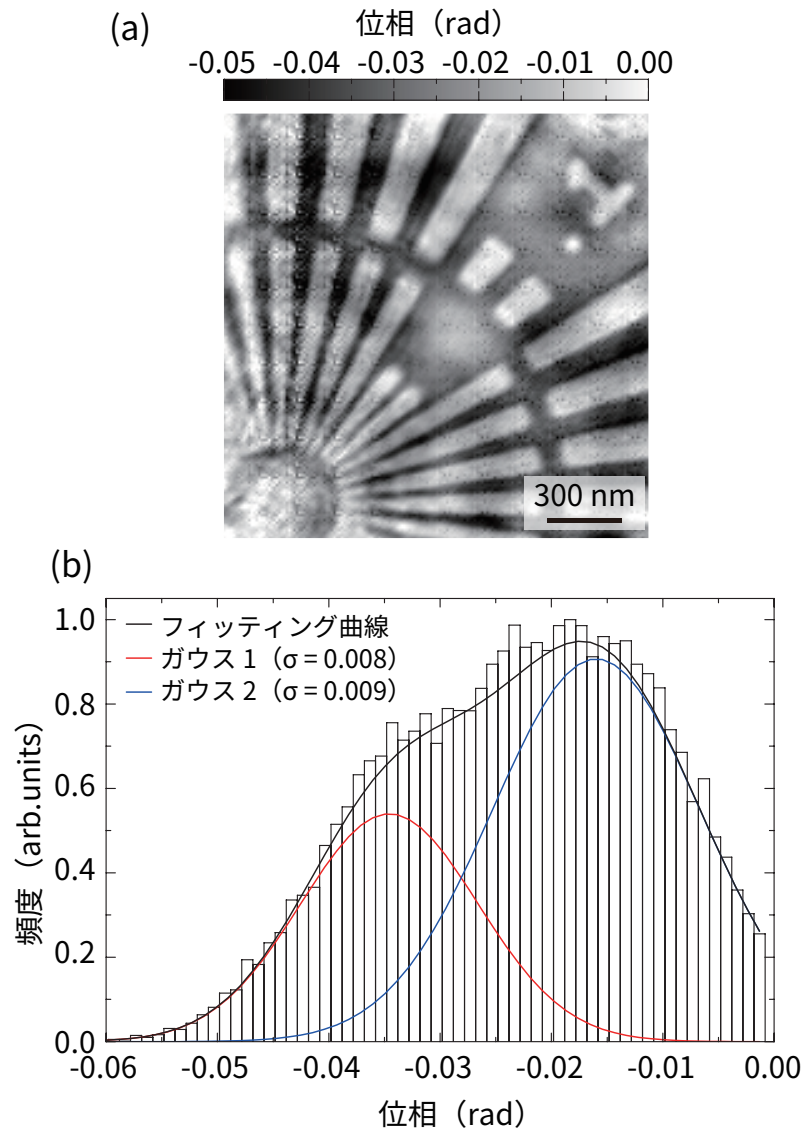 (a)
位相（rad）
-0.05 -0.04 -0.03 -0.02 -0.01 0.00
300 nm
(b)
1.0
フィッティング曲線
ガウス 1（σ = 0.008）
ガウス 2（σ = 0.009）
0.8
0.6
0.4
0.2
0.0
頻度（arb.units）
-0.06 -0.05 -0.04 -0.03 -0.02 -0.01 0.00
位相（rad）